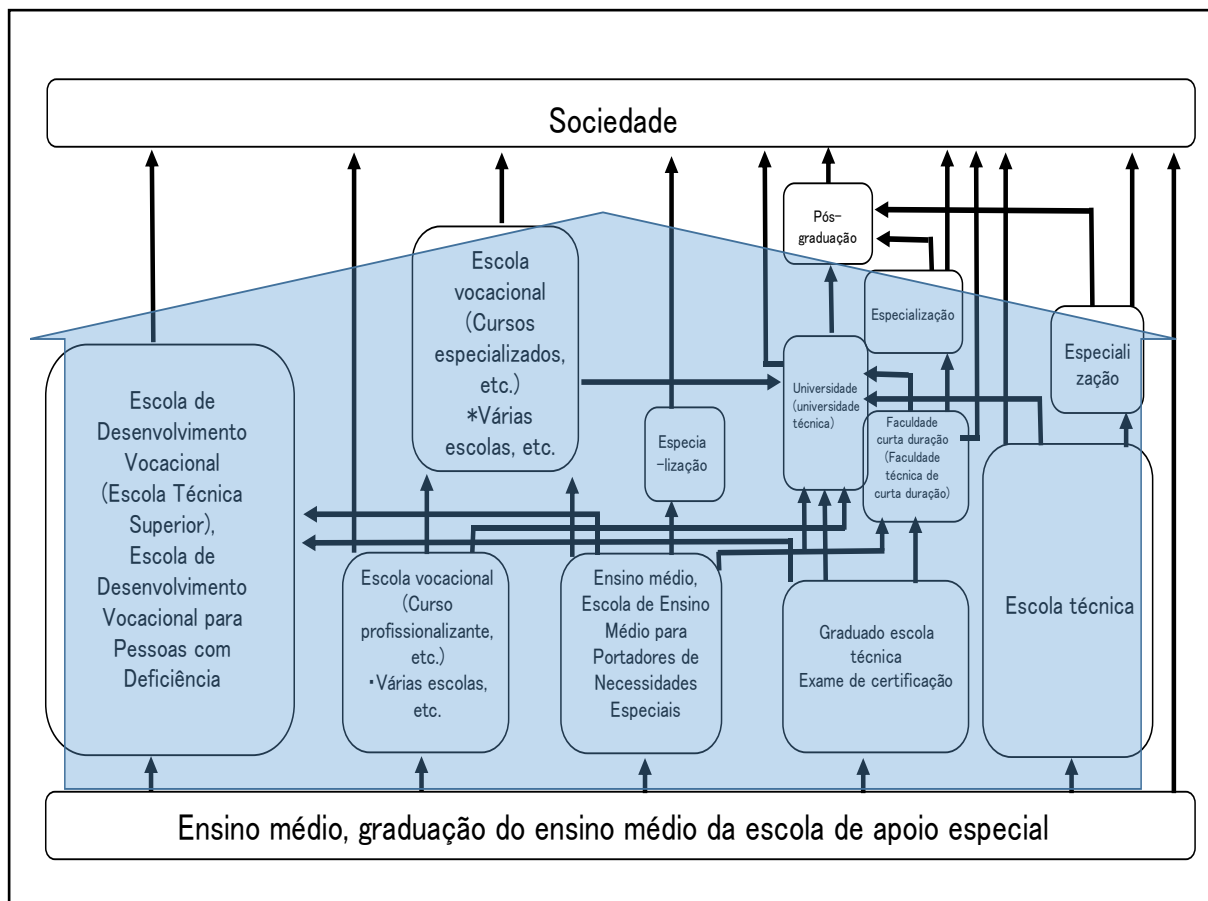 Sociedade
Pós-
graduação
Escola
vocacional
(Cursos
especializados,
etc.)
*Várias
escolas, etc.
Especialização
Especiali
zação
Universidade
(universidade
técnica)
Especia
-lização
Faculdade
curta duração
(Faculdade
técnica de
curta duração)
Escola de
Desenvolvimento
Vocacional
(Escola Técnica
Superior),
Escola de
Desenvolvimento
Vocacional para
Pessoas com
Deficiência
Escola vocacional
(Curso
profissionalizante,
etc.)
・Várias escolas,
etc.
Ensino médio,
Escola de Ensino
Médio para
Portadores de
Necessidades
Especiais
Graduado escola
técnica
Exame de certificação
Escola técnica
Ensino médio, graduação do ensino médio da escola de apoio especial